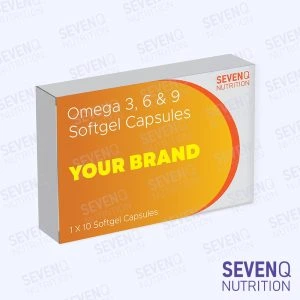 SEVENQ
NUTRITION
Omega 3, 6 & 9
Softgel Capsules
YOUR BRAND
1 X 10 Softgel Capsules
SEVENQ
NUTRITION